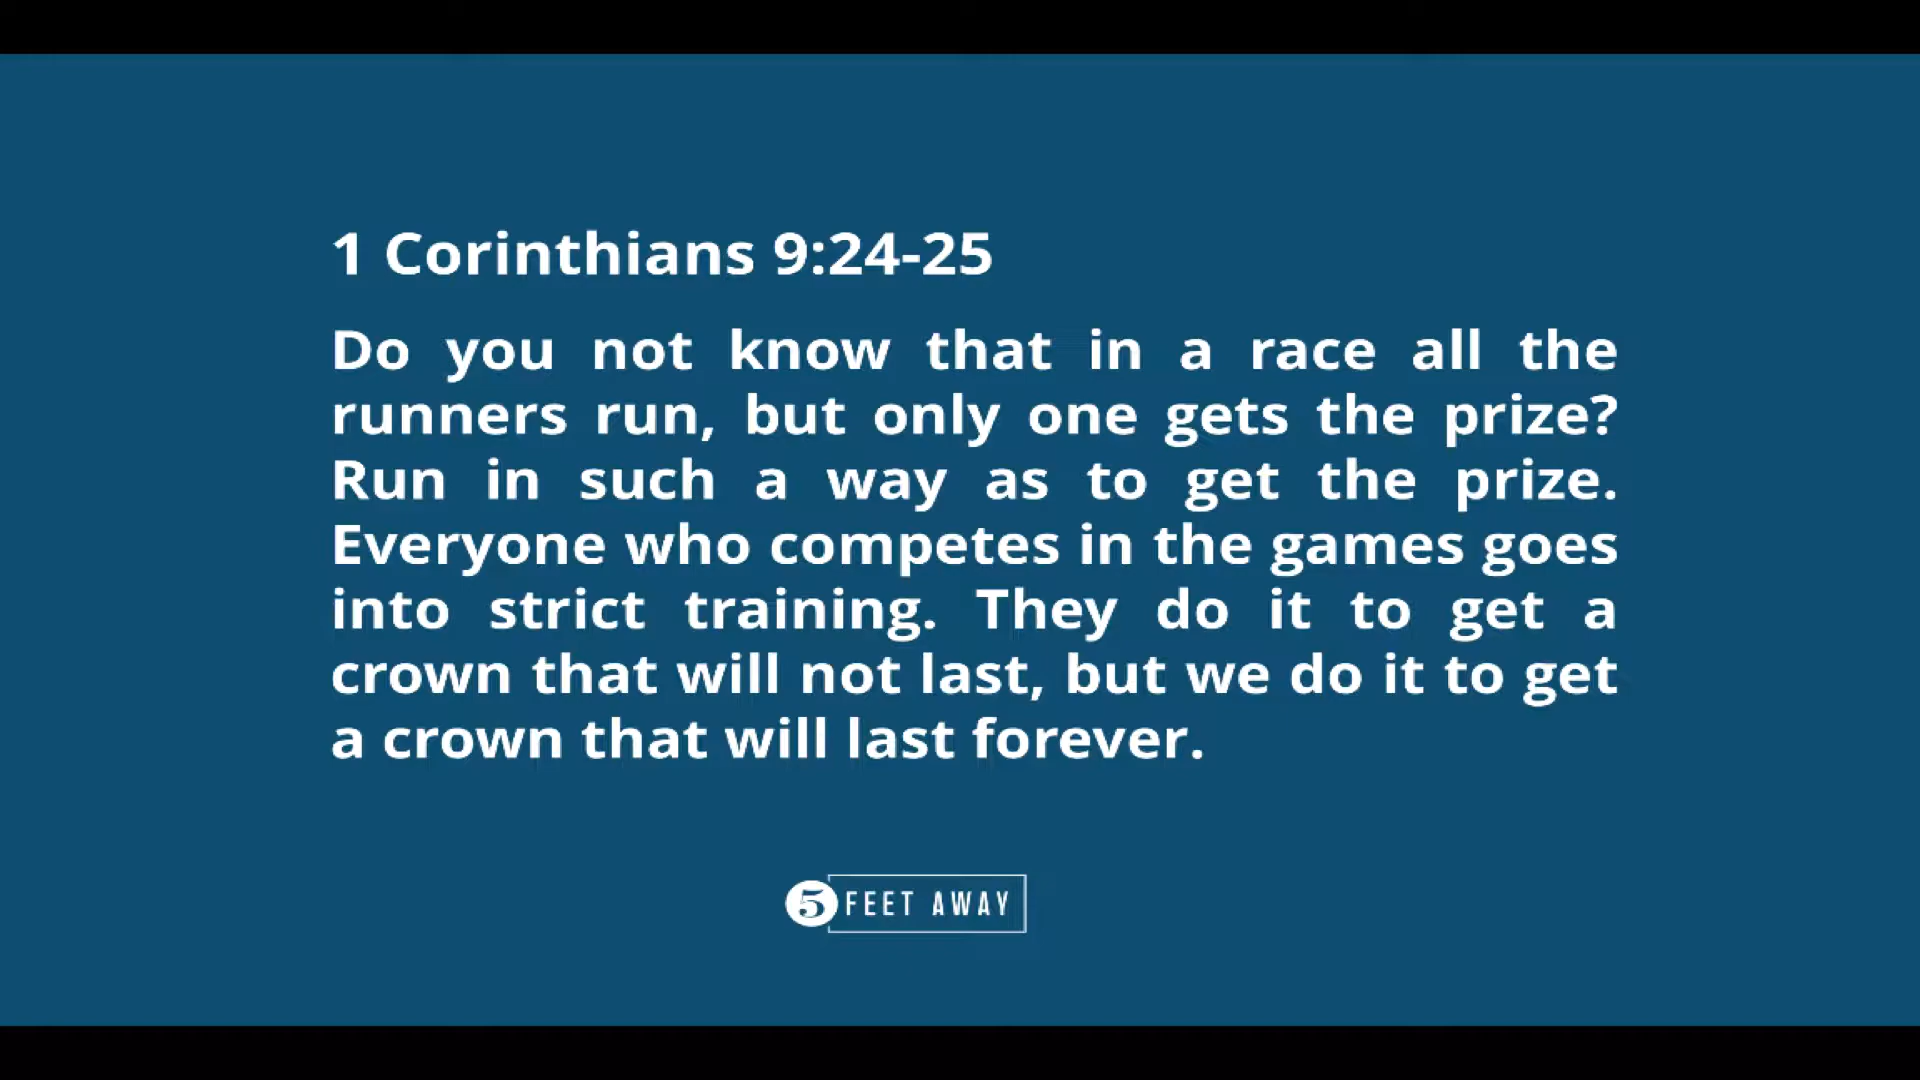 1 Corinthians 9:24-25
Do you not know that in a race all the
runners run, but only one gets the prize?
Run in such a way as to get the prize.
Everyone who competes in the games goes
into strict training. They do it to get a
crown that will not last, but we do it to get
a crown that will last forever.
5 FEET AWAY